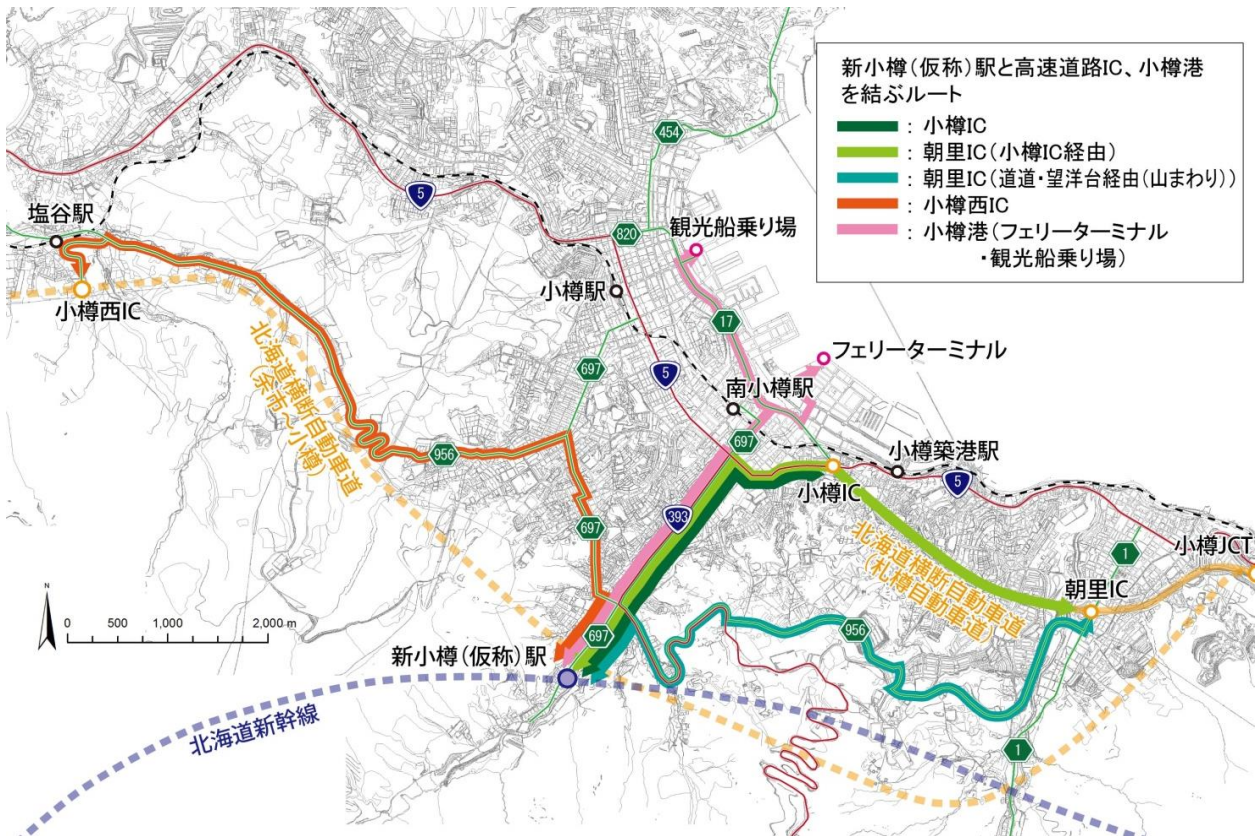 新小樽(仮称)駅と高速道路IC、小樽港
を結ぶルート
: 小樽IC
: 朝里IC(小樽IC経由)
: 朝里IC(道道・望洋台経由(山まわり))
: 小樽西IC
: 小樽港(フェリーターミナル
・観光船乗り場)
454
5
塩谷駅
820
観光船乗り場
小樽西IC
小樽駅
17
北海道横断自動車道
(余市~小樽)
697
5
フェリーターミナル
南小樽駅
956
697
小樽築港駅
小樽IC
5
393
697
北海道横断自動車道
(札樽自動車道)
1
小樽JCT
朝里IC
N
0 500 1,000 2,000 m
697
956
新小樽(仮称)駅
北海道新幹線
1